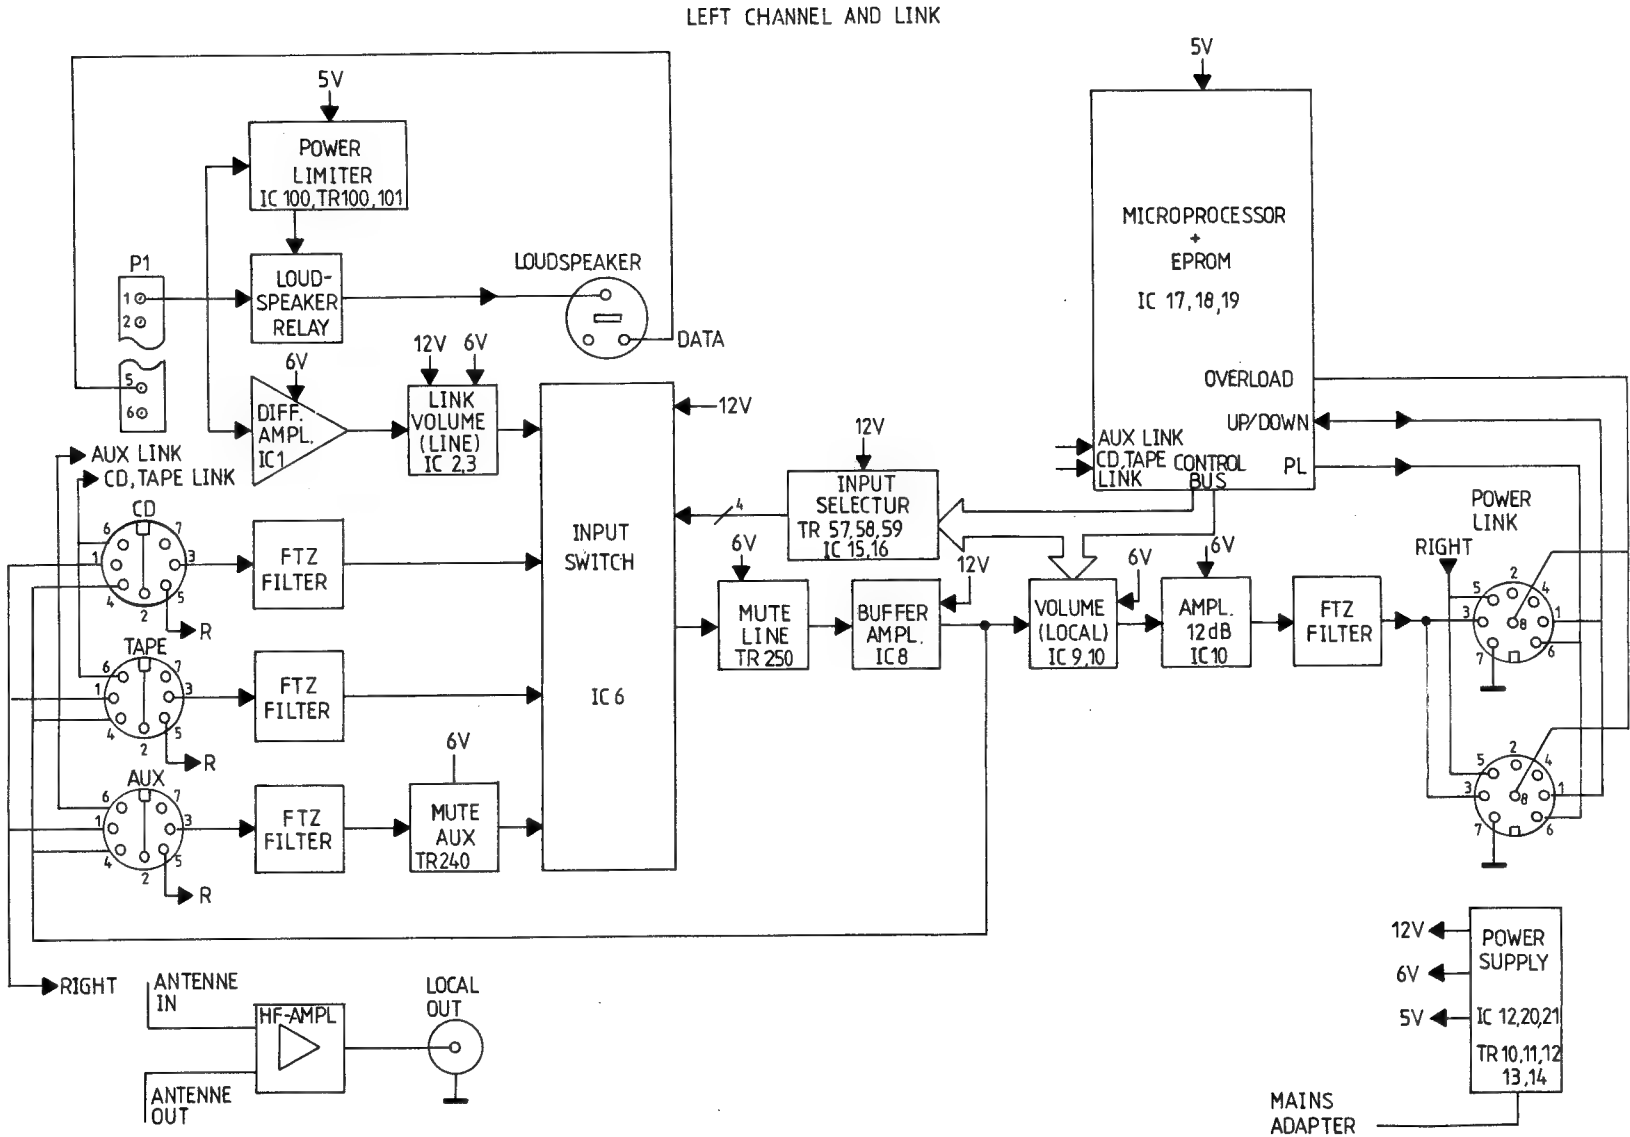 LEFT CHANNEL AND LINK
5V
POWER
LIMITER
IC 100,TR100,101
P1
1
2
5
6
LOUD-
SPEAKER
RELAY
LOUDSPEAKER
DATA
6V
DIFF.
AMPL.
IC1
12V
6V
LINK
VOLUME
(LINE)
IC 2,3
AUX LINK
CD,TAPE LINK
CD
6
7
1
3
4
2
5
R
FTZ
FILTER
TAPE
6
7
1
3
4
2
5
R
FTZ
FILTER
AUX
6
7
1
3
4
2
5
R
FTZ
FILTER
6V
MUTE
AUX
TR240
INPUT
SWITCH
IC 6
12V
4
12V
INPUT
SELECTUR
TR 57,58,59
IC 15,16
5V
MICROPROCESSOR
+
EPROM
IC 17,18,19
OVERLOAD
UP/DOWN
PL
AUX LINK
CD,TAPE
LINK
CONTROL
BUS
6V
MUTE
LINE
TR 250
12V
BUFFER
AMPL.
IC8
6V
VOLUME
(LOCAL)
IC 9,10
6V
AMPL.
12dB
IC10
FTZ
FILTER
POWER
LINK
RIGHT
5
2
4
3
1
8
7
6
5
2
4
3
1
8
7
6
RIGHT
ANTENNE
IN
HF-AMPL
ANTENNE
OUT
LOCAL
OUT
12V
6V
5V
POWER
SUPPLY
IC 12,20,21
TR 10,11,12
13,14
MAINS
ADAPTER